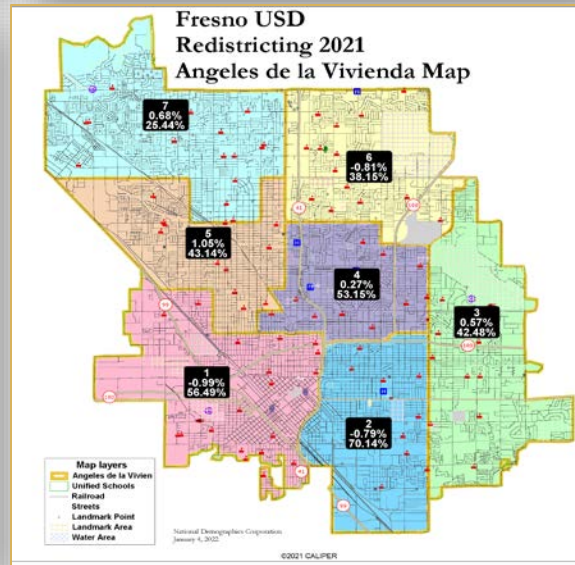 Fresno USD
Redistricting 2021
Angeles de la Vivienda Map
7
0.68%
25.44%
6
-0.81%
38.15%
5
1.05%
43.14%
4
0.27%
53.15%
3
0.57%
42.48%
1
-0.99%
56.49%
2
-0.79%
70.14%
41
99
41
Map layers
Angeles de la Vivien
Unified Schools
Railroad
Streets
Landmark Point
Landmark Area
Water Area
National Demographics Corporation
January 4, 2022
©2021 CALIPER